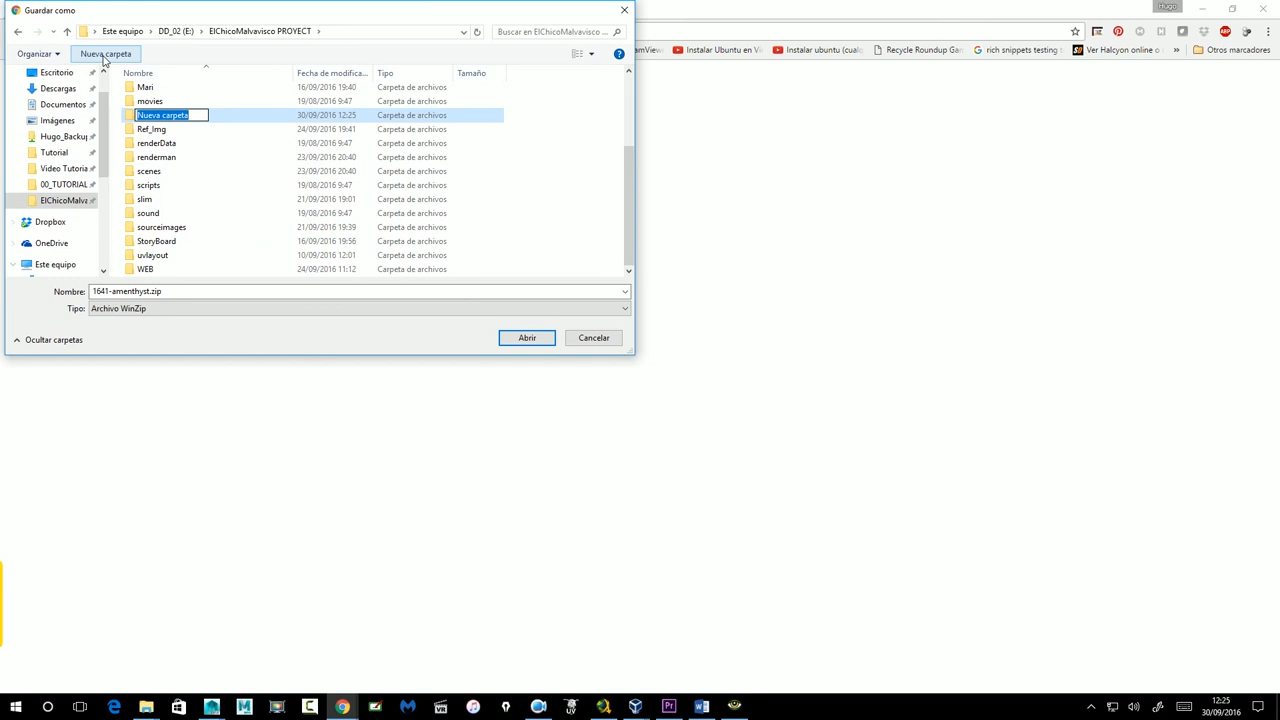 Guardar como
Hugo
Este equipo DD_02 (E:) ElChicoMalvavisco PROYECT
Buscar en ElChicoMalvavisco ...
Organizar Nueva carpeta
Instalar Ubuntu en Vi Instalar Ubuntu (cualq Recycle Roundup Gam rich snippets testing Ver Halcyon online o Otros marcadores
Nombre Fecha de modifica... Tipo Tamaño
Escritorio
Descargas
Documentos
Imágenes
Hugo_Backup
Tutorial
Video Tutoria
00_TUTORIAL
ElChicoMalva
Dropbox
OneDrive
Este equipo
Mari 16/09/2016 19:40 Carpeta de archivos
movies 19/08/2016 9:47 Carpeta de archivos
Nueva carpeta 30/09/2016 12:25 Carpeta de archivos
Ref_Img 24/09/2016 19:41 Carpeta de archivos
renderData 19/08/2016 9:47 Carpeta de archivos
renderman 23/09/2016 20:40 Carpeta de archivos
scenes 23/09/2016 20:40 Carpeta de archivos
scripts 19/08/2016 9:47 Carpeta de archivos
slim 21/09/2016 19:01 Carpeta de archivos
sound 19/08/2016 9:47 Carpeta de archivos
sourceimages 21/09/2016 19:39 Carpeta de archivos
StoryBoard 16/09/2016 19:56 Carpeta de archivos
uvlayout 10/09/2016 12:01 Carpeta de archivos
WEB 24/09/2016 11:12 Carpeta de archivos
Nombre: 1641-amenthyst.zip
Tipo: Archivo WinZip
Ocultar carpetas Abrir Cancelar
12:25
30/09/2016